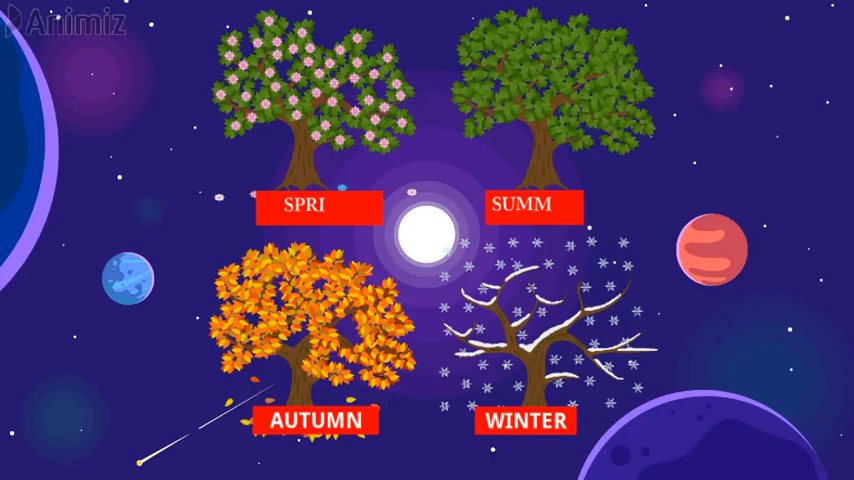 Animiz
SPRI
SUMM
AUTUMN
WINTER